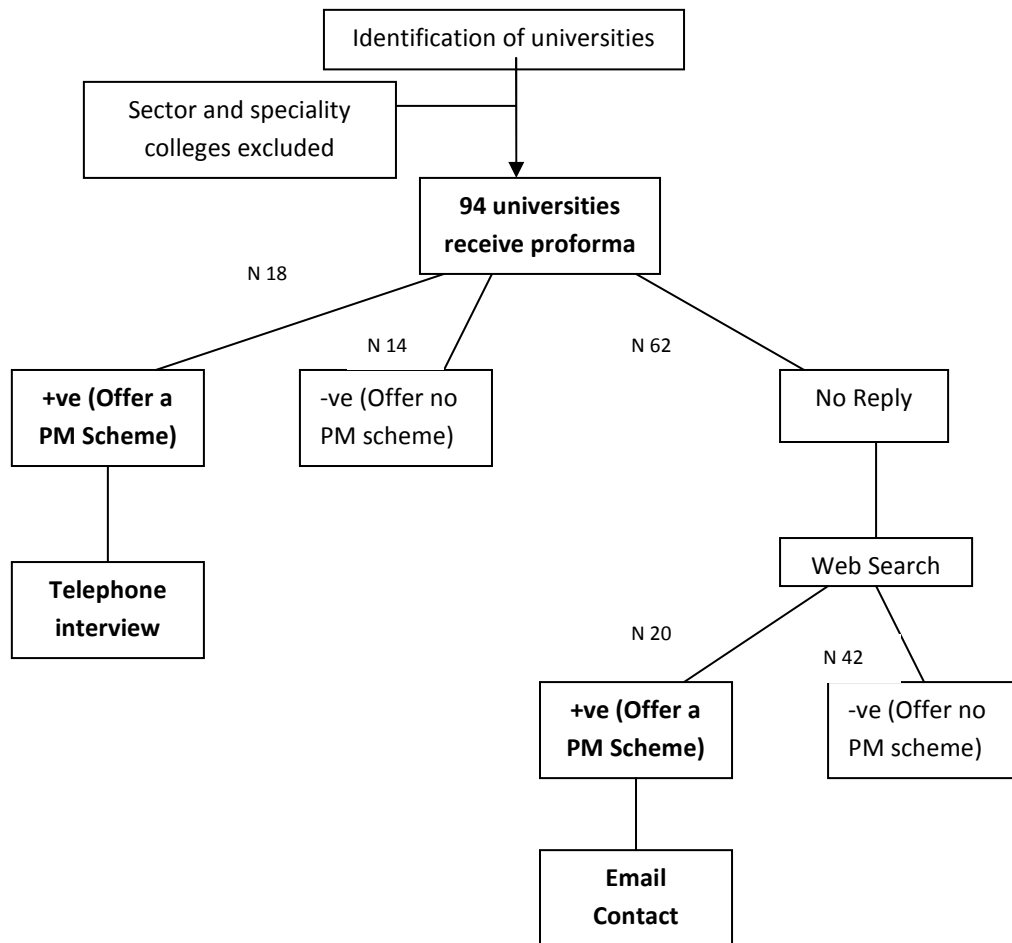 Identification of universities
Sector and speciality
colleges excluded
94 universities
receive proforma
N 18
N 14
N 62
+ve (Offer a
PM Scheme)
-ve (Offer no
PM scheme)
No Reply
Telephone
interview
Web Search
N 20
N 42
+ve (Offer a
PM Scheme)
-ve (Offer no
PM scheme)
Email
Contact